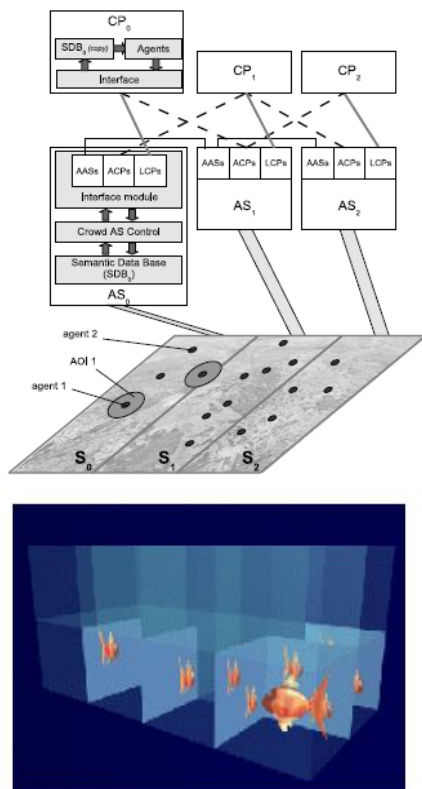 CP0
SDB0 (copy) Agents
Interface
CP1 CP2
AASs ACPs LCPs
AASs ACPs LCPs
AASs ACPs LCPs
Interface module
Crowd AS Control
Semantic Data Base
(SDB0)
AS0
AS1
AS2
agent 2
AOI 1
agent 1
S0 S1 S2